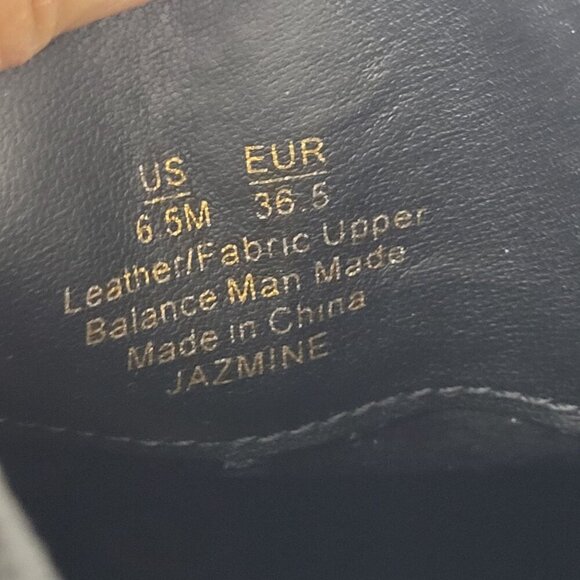 US EUR
6.5M 36.5
Leather/Fabric Upper
Balance Man Made
Made in China
JAZMINE